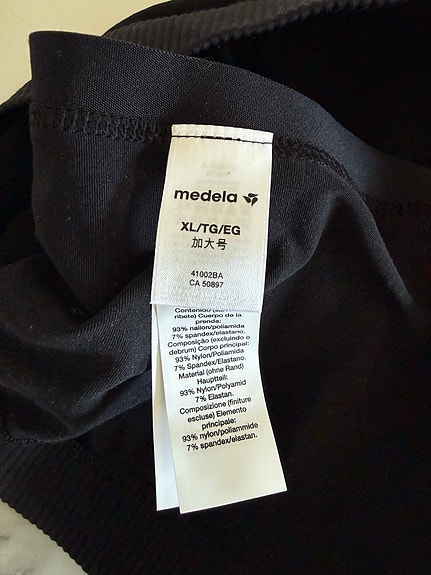 medela
XL/TG/EG
加大号
41002BA
CA 50897
ribete) Cuerpo de la
prenda:
93% nailon/poliamida
7% spandex/elastano.
Composição (excluindo o
debrum) Corpo principal:
93% Nylon/Poliamida
7% Spandex/Elastano.
Material (ohne Rand)
Hauptteil:
93% Nylon/Polyamid
7% Elastan.
Composizione (finiture
escluse) Elemento
principale:
93% nylon/poliammide
7% spandex/elastan.